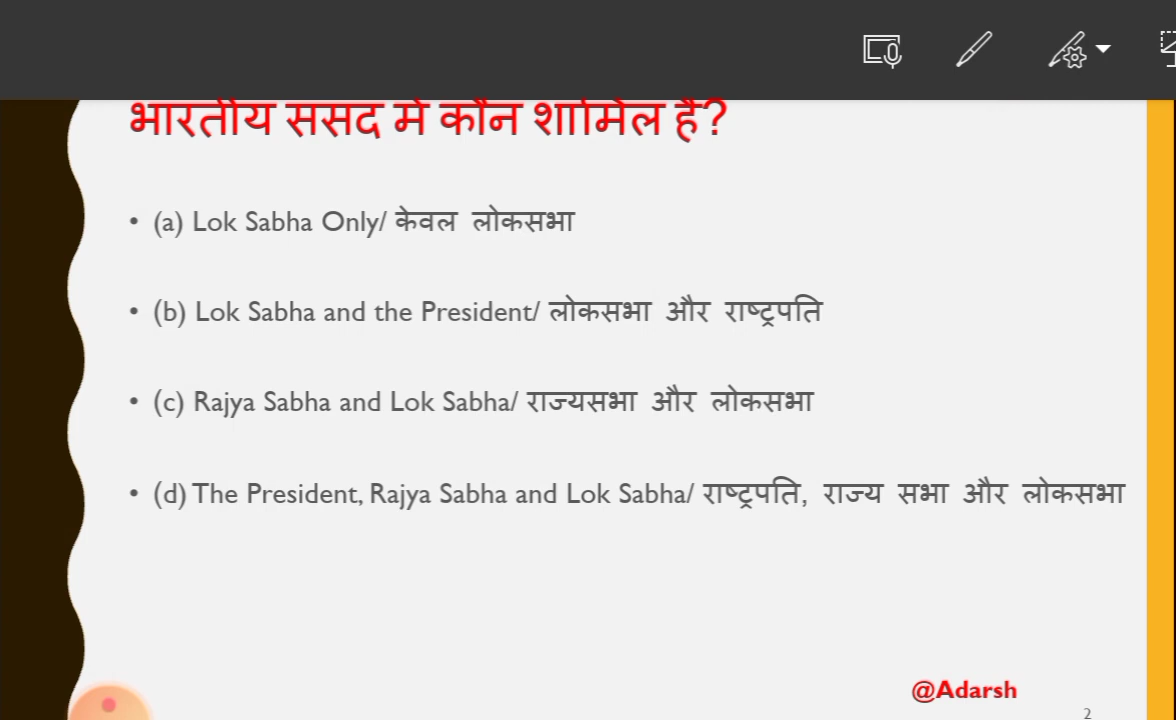 भारतीय संसद में कौन शामिल हैं?
• (a) Lok Sabha Only/ केवल लोकसभा
• (b) Lok Sabha and the President/ लोकसभा और राष्ट्रपति
• (c) Rajya Sabha and Lok Sabha/ राज्यसभा और लोकसभा
• (d) The President, Rajya Sabha and Lok Sabha/ राष्ट्रपति, राज्य सभा और लोकसभा
@Adarsh
2